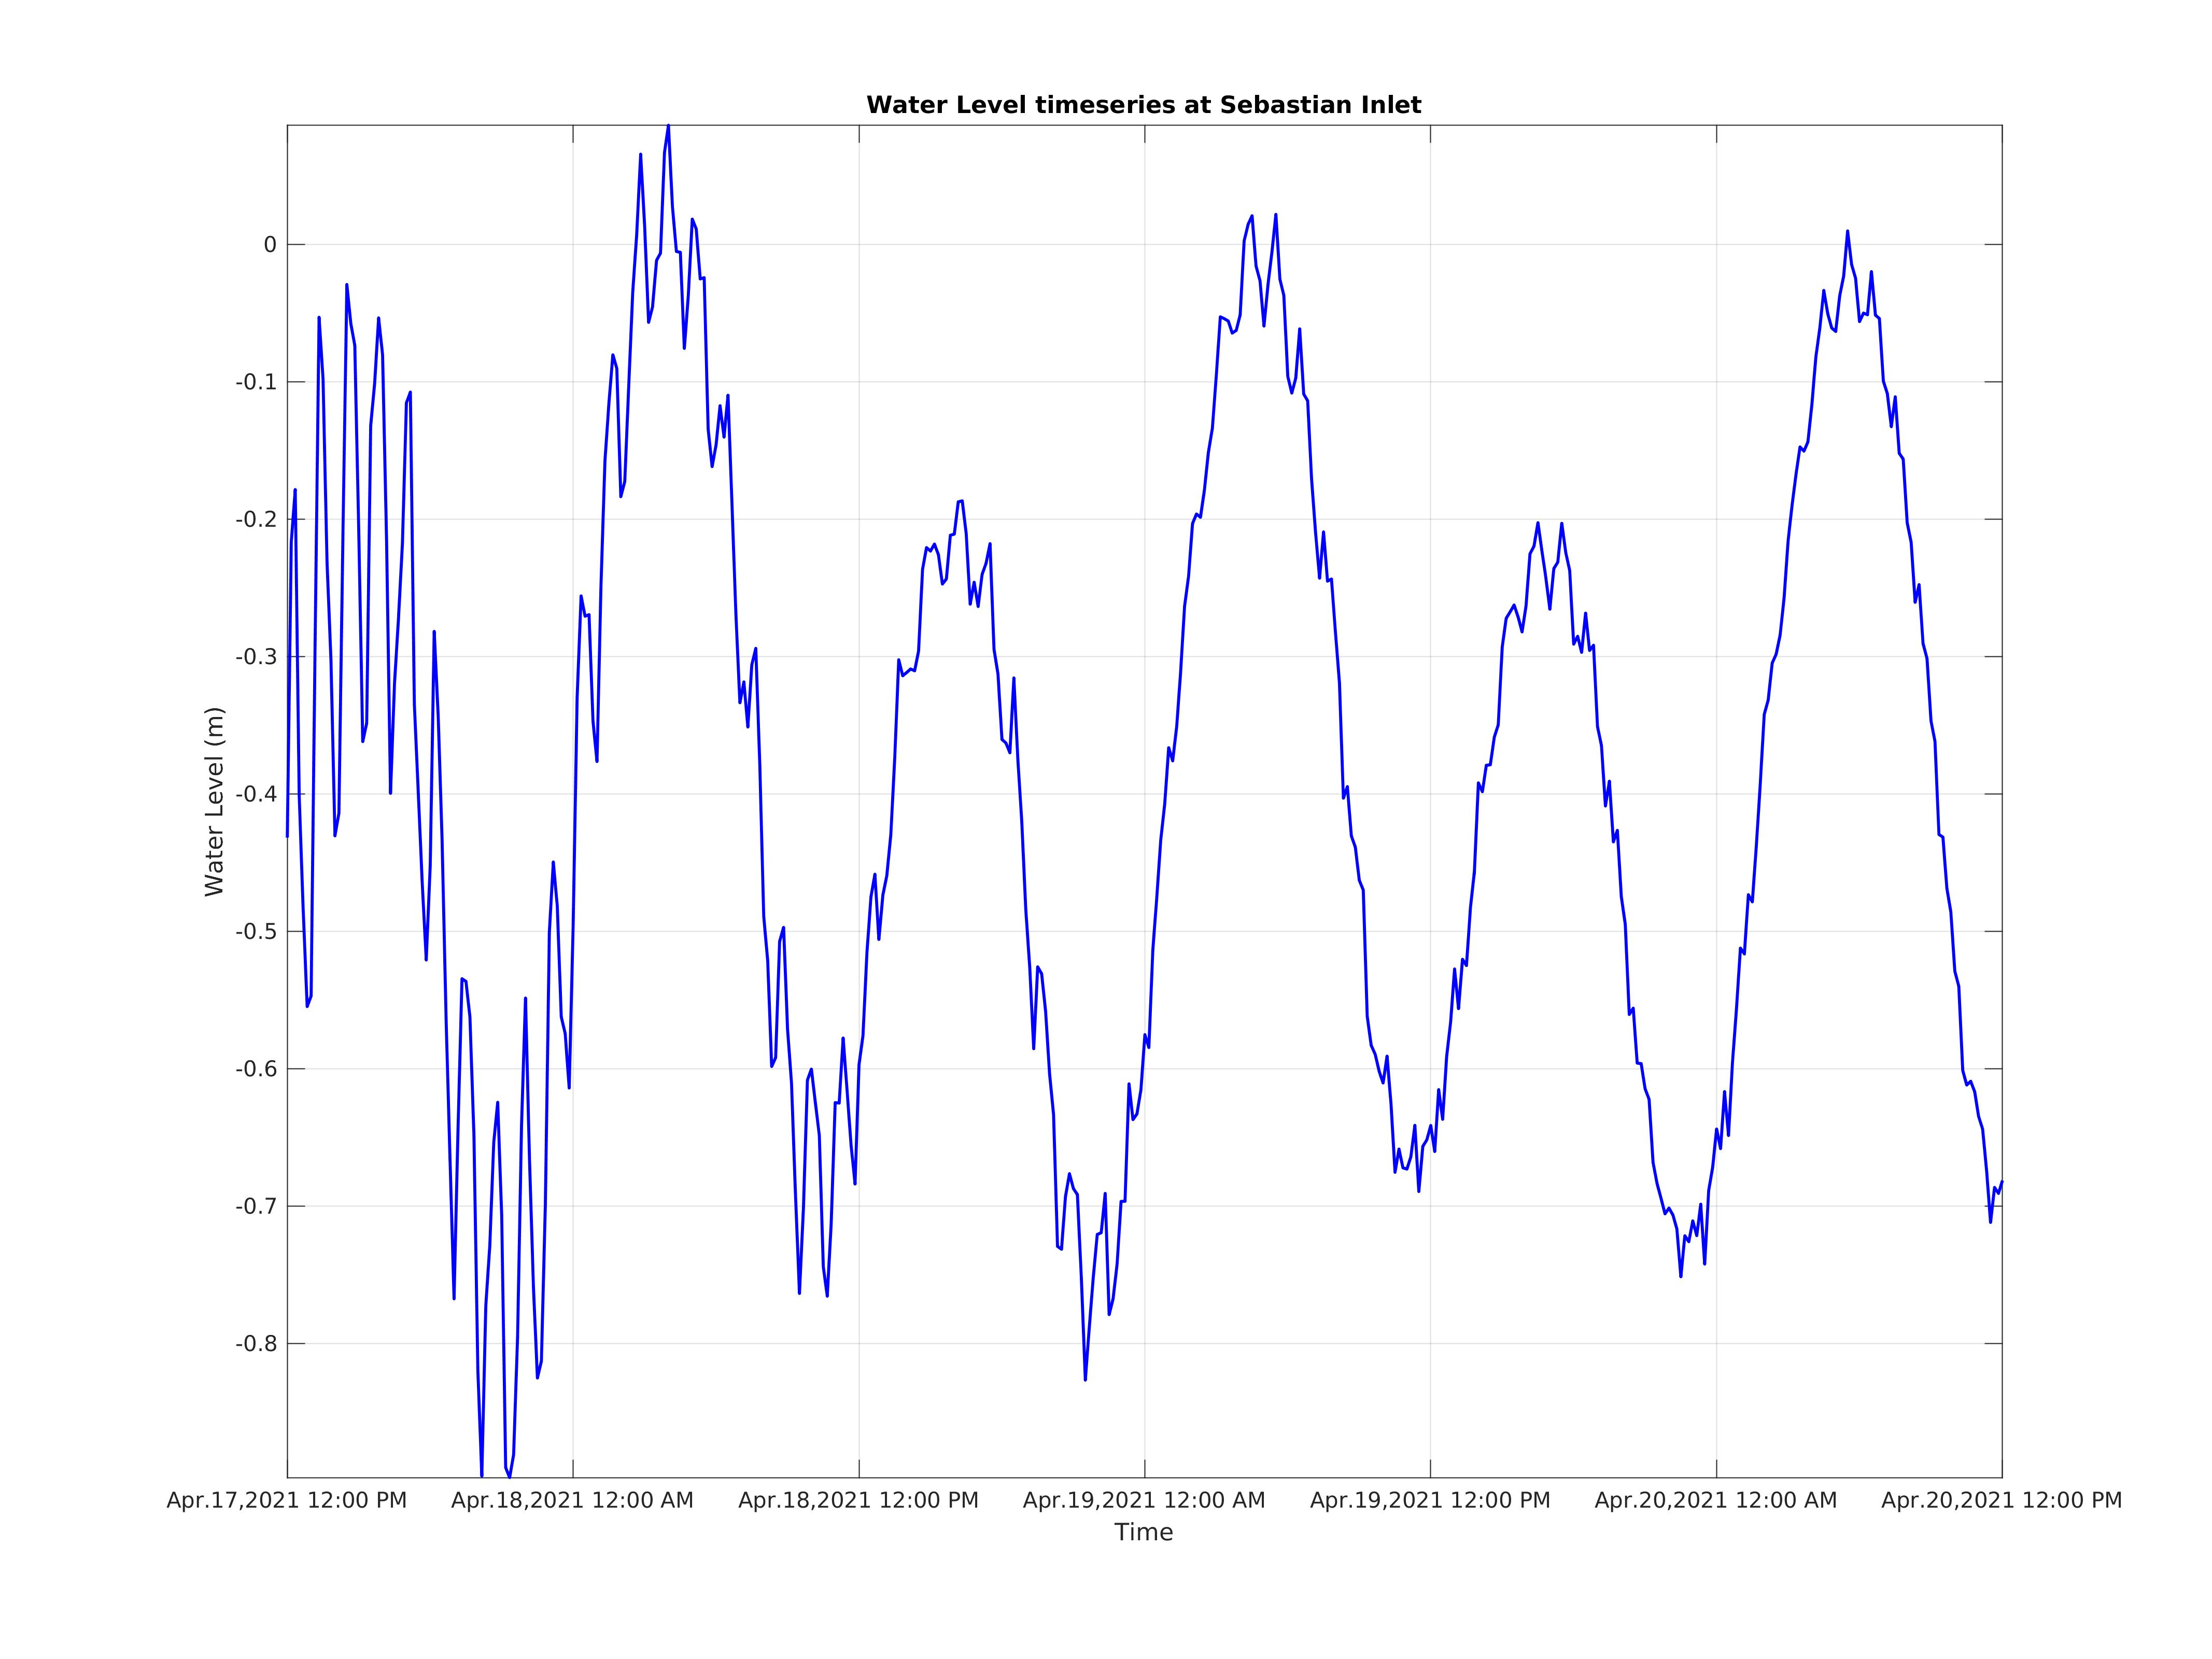 Water Level timeseries at Sebastian Inlet
0
-0.1
-0.2
-0.3
-0.4
-0.5
-0.6
-0.7
-0.8
Water Level (m)
Apr.17,2021 12:00 PM
Apr.18,2021 12:00 AM
Apr.18,2021 12:00 PM
Apr.19,2021 12:00 AM
Apr.19,2021 12:00 PM
Apr.20,2021 12:00 AM
Apr.20,2021 12:00 PM
Time